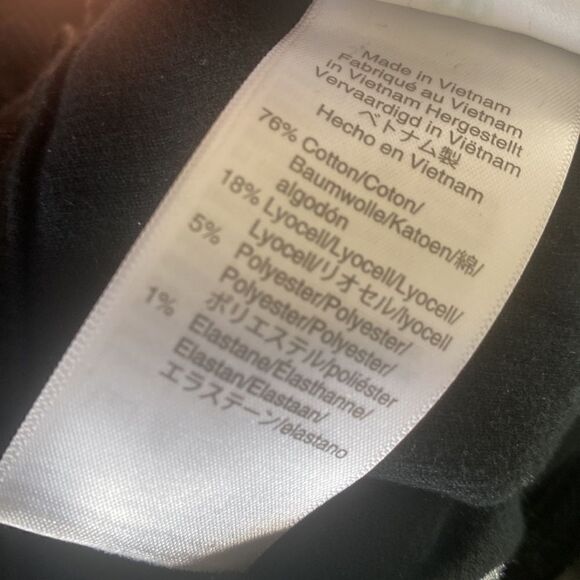 Made in Vietnam
Fabriqué au Vietnam
in Vietnam Hergestellt
Vervaardigd in Viëtnam
ベトナム製
Hecho en Vietnam
76% Cotton/Coton/
Baumwolle/Katoen/綿/
algodón
18% Lyocell/Lyocell/Lyocell/
Lyocell/リオセル/lyocell
5% Polyester/Polyester/
Polyester/Polyester/
ポリエステル/poliéster
1% Elastane/Élasthanne/
Elastan/Elastaan/
エラステーン/elastano